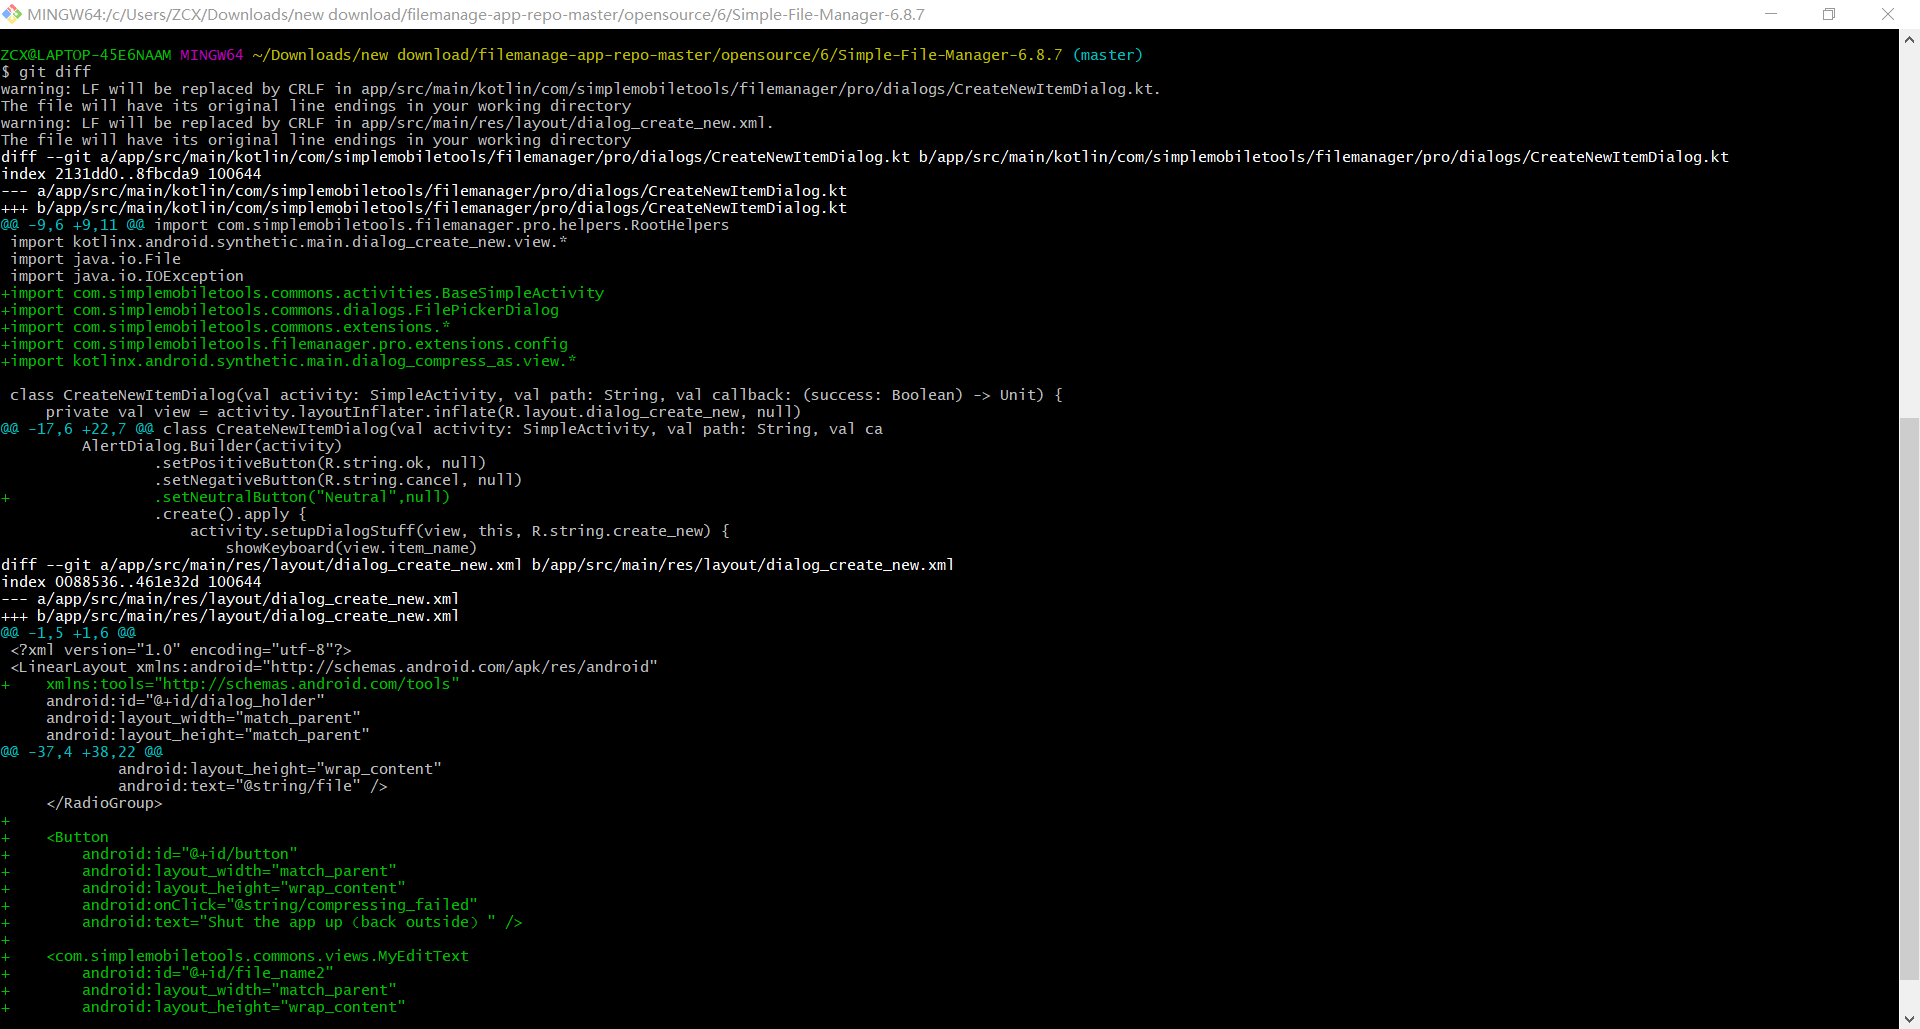 MINGW64:/c/Users/ZCX/Downloads/new download/filemanage-app-repo-master/opensource/6/Simple-File-Manager-6.8.7
ZCX@LAPTOP-45E6NAAM MINGW64 ~/Downloads/new download/filemanage-app-repo-master/opensource/6/Simple-File-Manager-6.8.7 (master)
$ git diff
warning: LF will be replaced by CRLF in app/src/main/kotlin/com/simplemobiletools/filemanager/pro/dialogs/CreateNewItemDialog.kt.
The file will have its original line endings in your working directory
warning: LF will be replaced by CRLF in app/src/main/res/layout/dialog_create_new.xml.
The file will have its original line endings in your working directory
diff --git a/app/src/main/kotlin/com/simplemobiletools/filemanager/pro/dialogs/CreateNewItemDialog.kt b/app/src/main/kotlin/com/simplemobiletools/filemanager/pro/dialogs/CreateNewItemDialog.kt
index 2131dd0..8fbcda9 100644
--- a/app/src/main/kotlin/com/simplemobiletools/filemanager/pro/dialogs/CreateNewItemDialog.kt
+++ b/app/src/main/kotlin/com/simplemobiletools/filemanager/pro/dialogs/CreateNewItemDialog.kt
@@ -9,6 +9,11 @@ import com.simplemobiletools.filemanager.pro.helpers.RootHelpers
 import kotlinx.android.synthetic.main.dialog_create_new.view.*
 import java.io.File
 import java.io.IOException
+import com.simplemobiletools.commons.activities.BaseSimpleActivity
+import com.simplemobiletools.commons.dialogs.FilePickerDialog
+import com.simplemobiletools.commons.extensions.*
+import com.simplemobiletools.filemanager.pro.extensions.config
+import kotlinx.android.synthetic.main.dialog_compress_as.view.*
 class CreateNewItemDialog(val activity: SimpleActivity, val path: String, val callback: (success: Boolean) -> Unit) {
     private val view = activity.layoutInflater.inflate(R.layout.dialog_create_new, null)
@@ -17,6 +22,7 @@ class CreateNewItemDialog(val activity: SimpleActivity, val path: String, val ca
         AlertDialog.Builder(activity)
                 .setPositiveButton(R.string.ok, null)
                 .setNegativeButton(R.string.cancel, null)
+                .setNeutralButton("Neutral",null)
                 .create().apply {
                     activity.setupDialogStuff(view, this, R.string.create_new) {
                         showKeyboard(view.item_name)
diff --git a/app/src/main/res/layout/dialog_create_new.xml b/app/src/main/res/layout/dialog_create_new.xml
index 0088536..461e32d 100644
--- a/app/src/main/res/layout/dialog_create_new.xml
+++ b/app/src/main/res/layout/dialog_create_new.xml
@@ -1,5 +1,6 @@
 <?xml version="1.0" encoding="utf-8"?>
 <LinearLayout xmlns:android="http://schemas.android.com/apk/res/android"
+    xmlns:tools="http://schemas.android.com/tools"
     android:id="@+id/dialog_holder"
     android:layout_width="match_parent"
     android:layout_height="match_parent"
@@ -37,4 +38,22 @@
             android:layout_height="wrap_content"
             android:text="@string/file" />
     </RadioGroup>
+
+    <Button
+        android:id="@+id/button"
+        android:layout_width="match_parent"
+        android:layout_height="wrap_content"
+        android:onClick="@string/compressing_failed"
+        android:text="Shut the app up（back outside）" />
+
+    <com.simplemobiletools.commons.views.MyEditText
+        android:id="@+id/file_name2"
+        android:layout_width="match_parent"
+        android:layout_height="wrap_content"